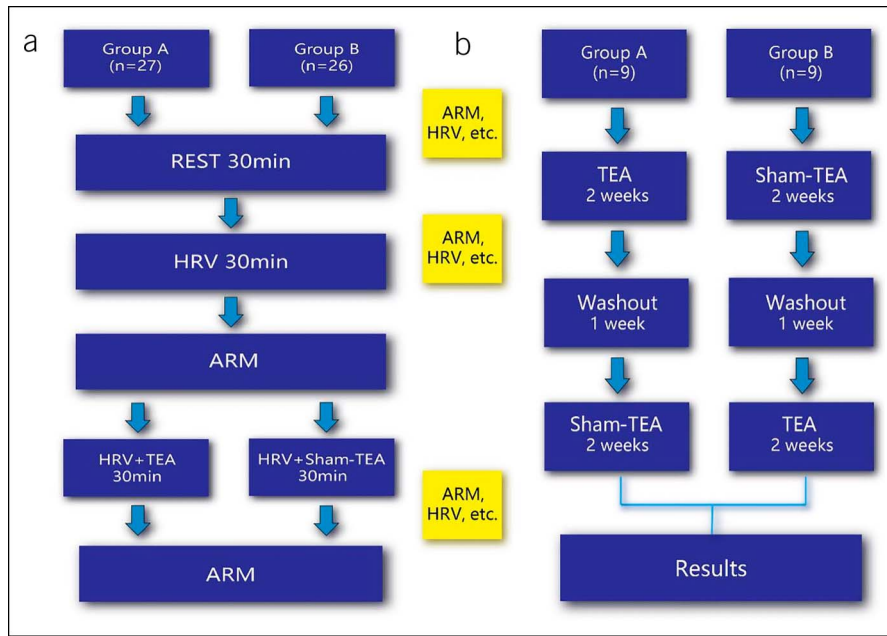 a
Group A
(n=27)
Group B
(n=26)
REST 30min
HRV 30min
ARM
HRV+TEA
30min
HRV+Sham-TEA
30min
ARM
ARM,
HRV, etc.
ARM,
HRV, etc.
ARM,
HRV, etc.
b
Group A
(n=9)
Group B
(n=9)
TEA
2 weeks
Sham-TEA
2 weeks
Washout
1 week
Washout
1 week
Sham-TEA
2 weeks
TEA
2 weeks
Results